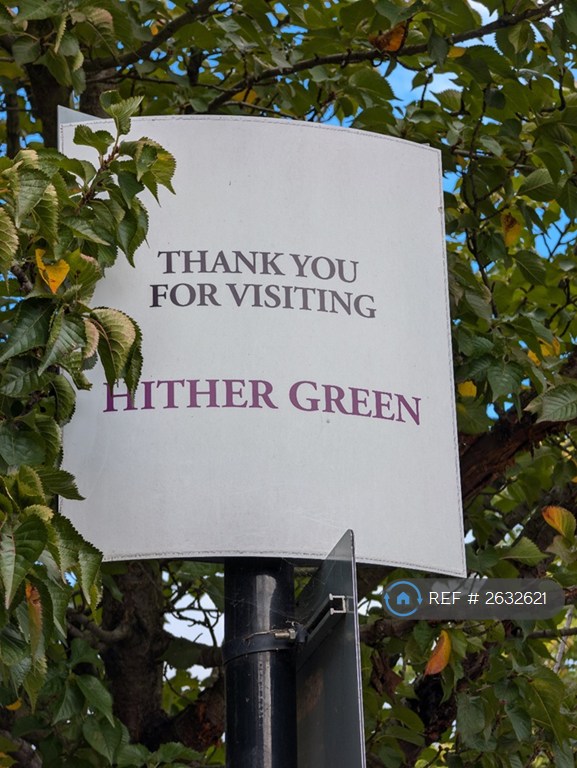 THANK YOU
FOR VISITING
HITHER GREEN
REF # 2632621